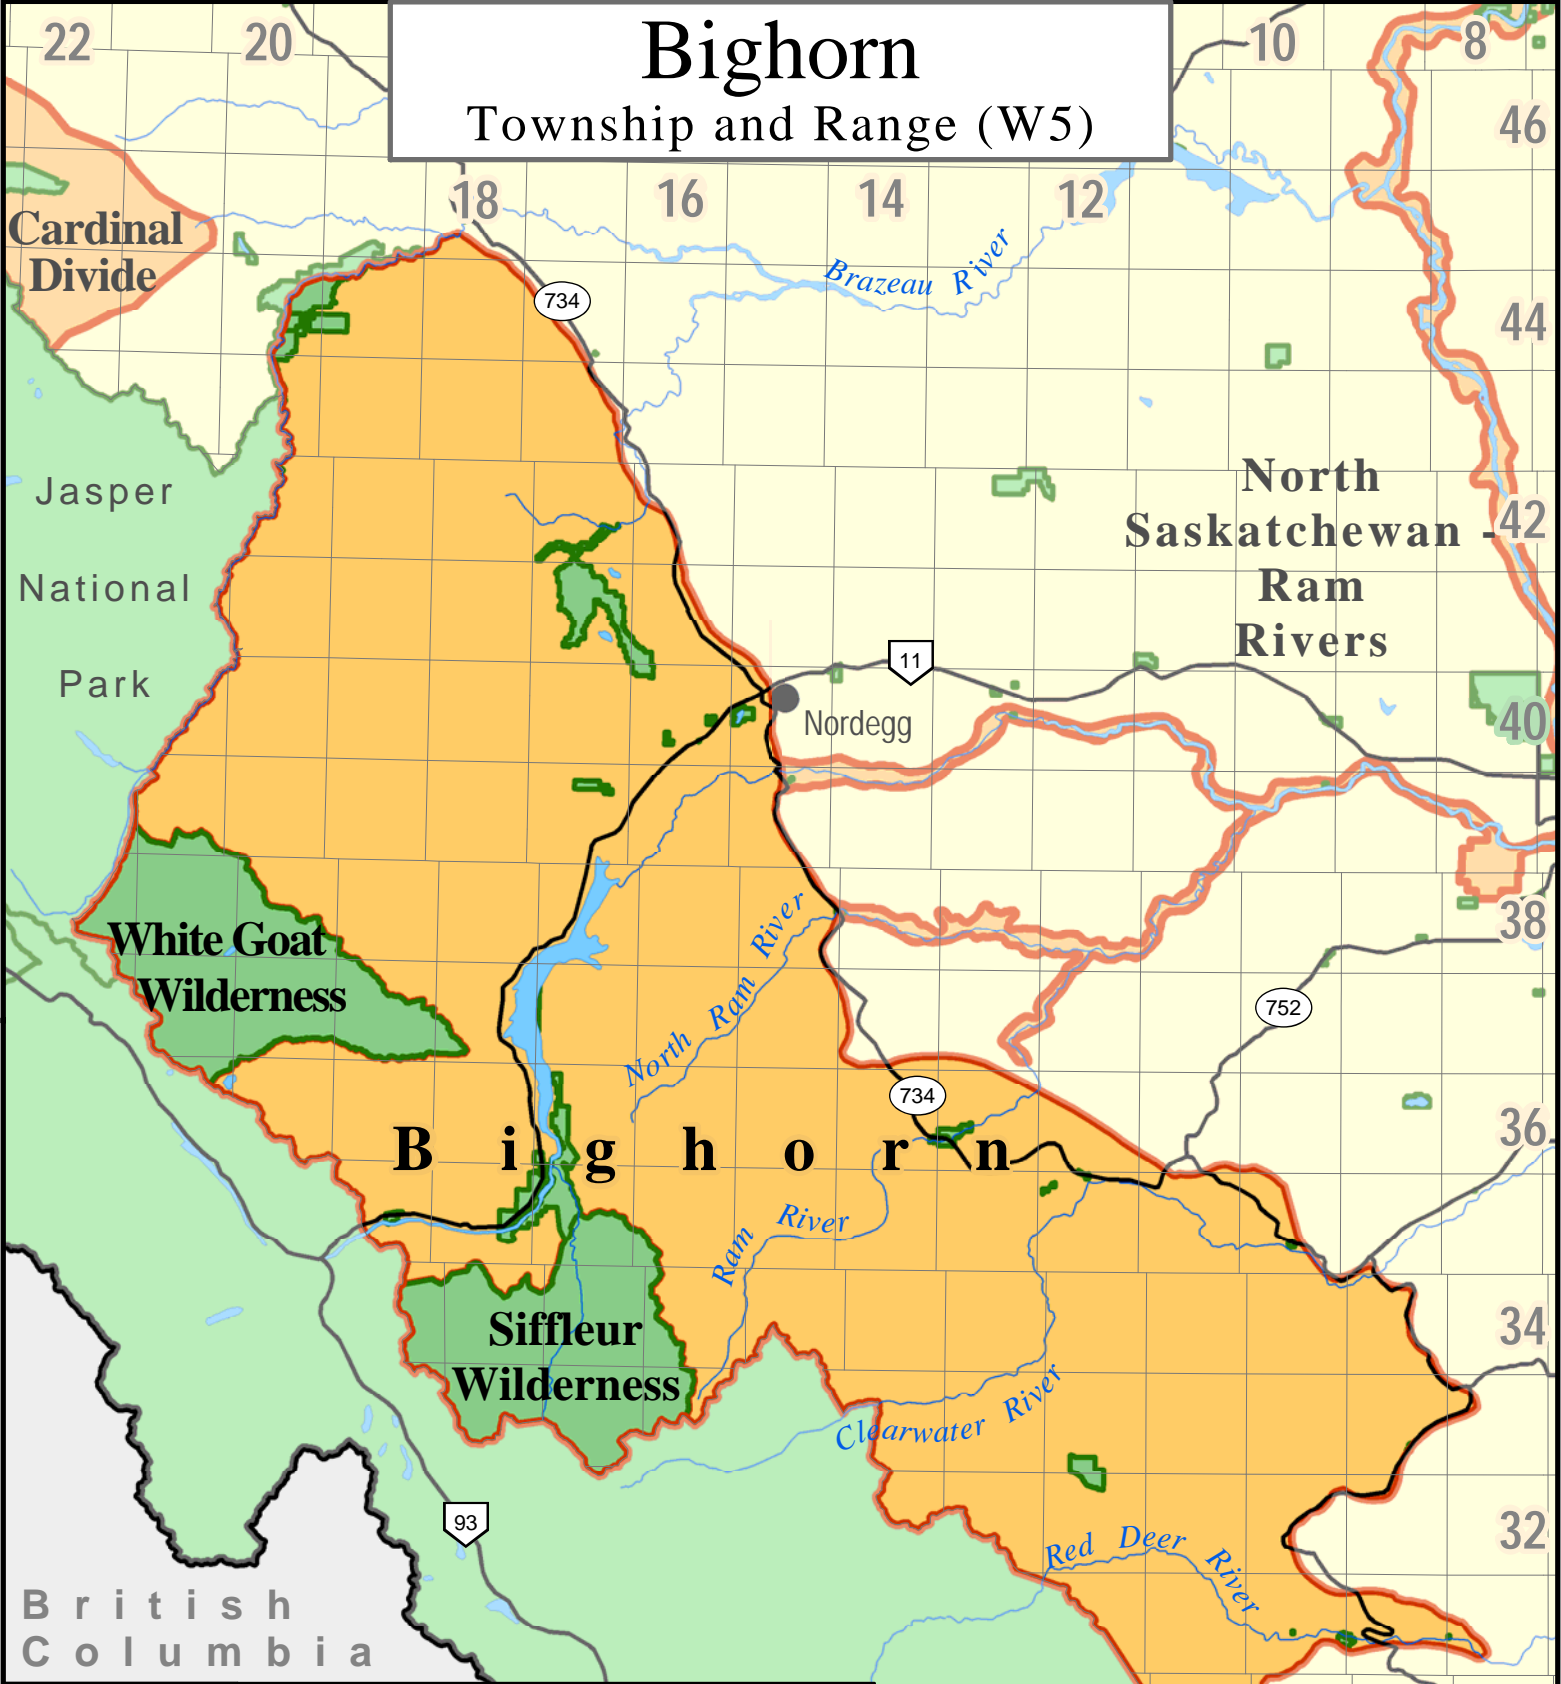 Bighorn
Township and Range (W5)
22
20
10
8
46
18
16
14
12
Cardinal
Divide
Brazeau River
734
44
Jasper
National
Park
North
Saskatchewan -
Ram
Rivers
42
11
Nordegg
40
White Goat
Wilderness
North Ram River
38
752
734
36
Bighorn
Ram River
Siffleur
Wilderness
34
Clearwater River
93
32
Red Deer River
British
Columbia